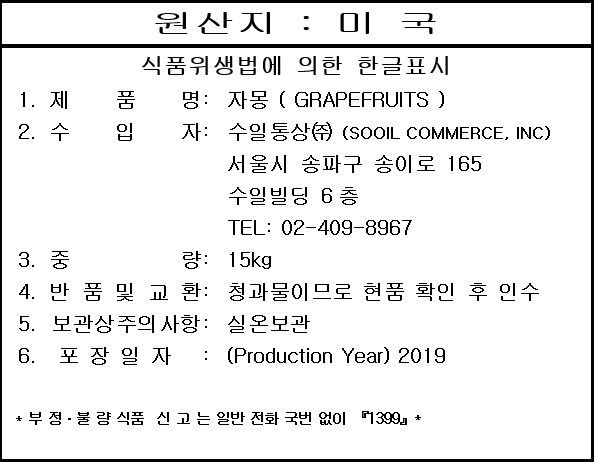 원산지 : 미 국
식품위생법에 의한 한글표시
1. 제 품 명: 자몽 ( GRAPEFRUITS )
2. 수 입 자: 수일통상㈜ (SOOIL COMMERCE, INC)
서울시 송파구 송이로 165
수일빌딩 6층
TEL: 02-409-8967
3. 중 량: 15kg
4. 반 품 및 교 환: 청과물이므로 현품 확인 후 인수
5. 보관상주의사항: 실온보관
6. 포 장 일 자 : (Production Year) 2019
* 부 정·불 량 식품 신 고 는 일반 전화 국번 없이 『1399』*